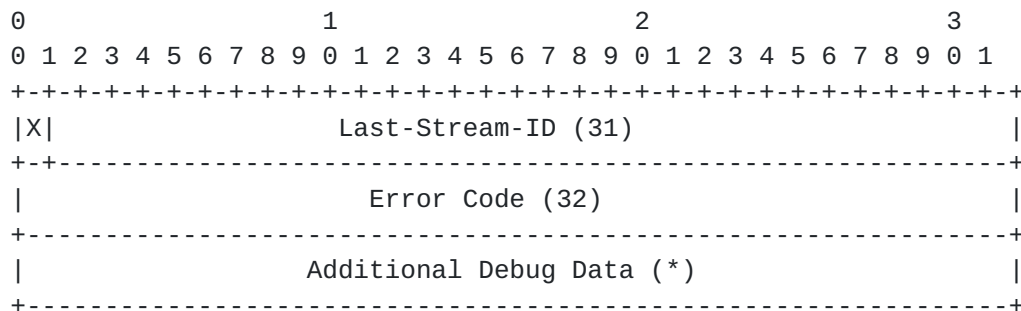 0                   1                   2                   3
0 1 2 3 4 5 6 7 8 9 0 1 2 3 4 5 6 7 8 9 0 1 2 3 4 5 6 7 8 9 0 1
+-+-+-+-+-+-+-+-+-+-+-+-+-+-+-+-+-+-+-+-+-+-+-+-+-+-+-+-+-+-+-+-+
|X|                  Last-Stream-ID (31)                        |
+-+-------------------------------------------------------------+
|                      Error Code (32)                          |
+---------------------------------------------------------------+
|                  Additional Debug Data (*)                    |
+---------------------------------------------------------------+